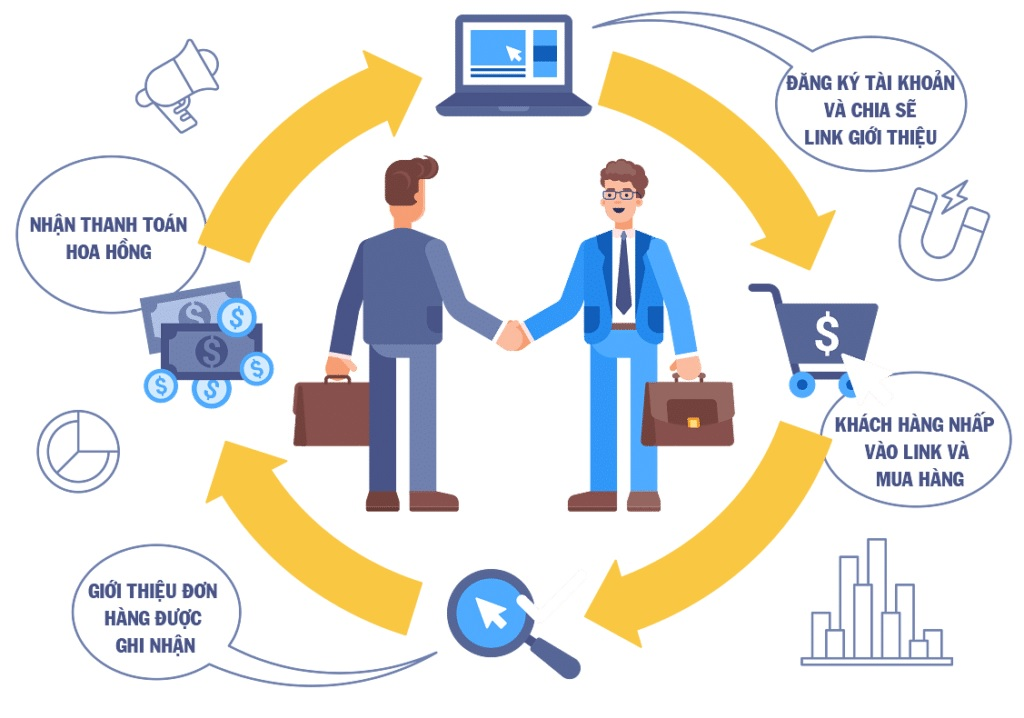 ĐĂNG KÝ TÀI KHOẢN
VÀ CHIA SẼ
LINK GIỚI THIỆU
NHẬN THANH TOÁN
HOA HỒNG
$
$
$
$
$
KHÁCH HÀNG NHẤP
VÀO LINK VÀ
MUA HÀNG
GIỚI THIỆU ĐƠN
HÀNG ĐƯỢC
GHI NHẬN